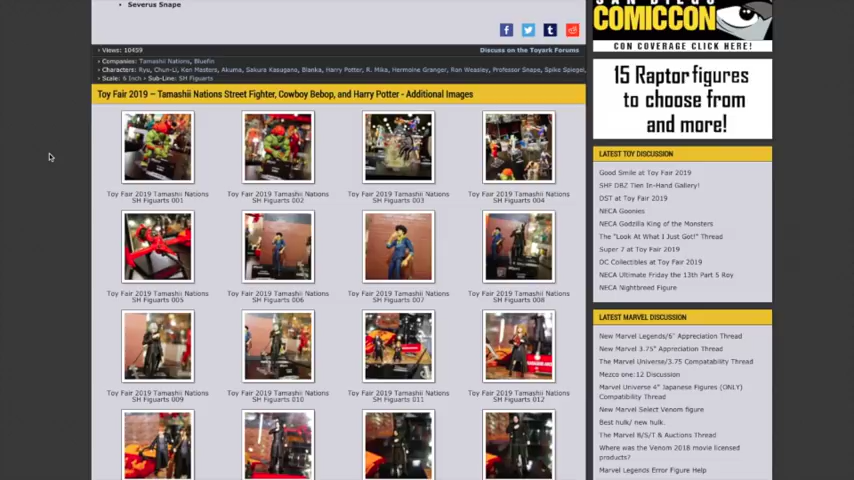 Severus Snape
Views: 10459
Discuss on the Toyark Forums
Companies: Tamashii Nations, Bluefin
Characters: Ryu, Chun-Li, Ken Masters, Akuma, Sakura Kasugano, Blanka, Harry Potter, R. Mika, Hermoine Granger, Ron Weasley, Professor Snape, Spike Spiegel,
Scale: 6 Inch • Sub-Line: SH Figuarts
Toy Fair 2019 – Tamashii Nations Street Fighter, Cowboy Bebop, and Harry Potter - Additional Images
Toy Fair 2019 Tamashii Nations
SH Figuarts 001
Toy Fair 2019 Tamashii Nations
SH Figuarts 002
Toy Fair 2019 Tamashii Nations
SH Figuarts 003
Toy Fair 2019 Tamashii Nations
SH Figuarts 004
Toy Fair 2019 Tamashii Nations
SH Figuarts 005
Toy Fair 2019 Tamashii Nations
SH Figuarts 006
Toy Fair 2019 Tamashii Nations
SH Figuarts 007
Toy Fair 2019 Tamashii Nations
SH Figuarts 008
Toy Fair 2019 Tamashii Nations
SH Figuarts 009
Toy Fair 2019 Tamashii Nations
SH Figuarts 010
Toy Fair 2019 Tamashii Nations
SH Figuarts 011
Toy Fair 2019 Tamashii Nations
SH Figuarts 012
SAN DIEGO
COMICCON
CON COVERAGE CLICK HERE!
15 Raptor figures
to choose from
and more!
LATEST TOY DISCUSSION
Good Smile at Toy Fair 2019
SHF DBZ Tien In-Hand Gallery!
DST at Toy Fair 2019
NECA Goonies
NECA Godzilla King of the Monsters
The "Look At What I Just Got!" Thread
Super 7 at Toy Fair 2019
DC Collectibles at Toy Fair 2019
NECA Ultimate Friday the 13th Part 5 Roy
NECA Nightbreed Figure
LATEST MARVEL DISCUSSION
New Marvel Legends/6" Appreciation Thread
New Marvel 3.75" Appreciation Thread
The Marvel Universe/3.75 Compatability Thread
Mezco one:12 Discussion
Marvel Universe 4" Japanese Figures (ONLY)
Compatibility Thread
New Marvel Select Venom figure
Best hulk/ new hulk.
The Marvel B/S/T & Auctions Thread
Where was the Venom 2018 movie licensed
products?
Marvel Legends Error Figure Help